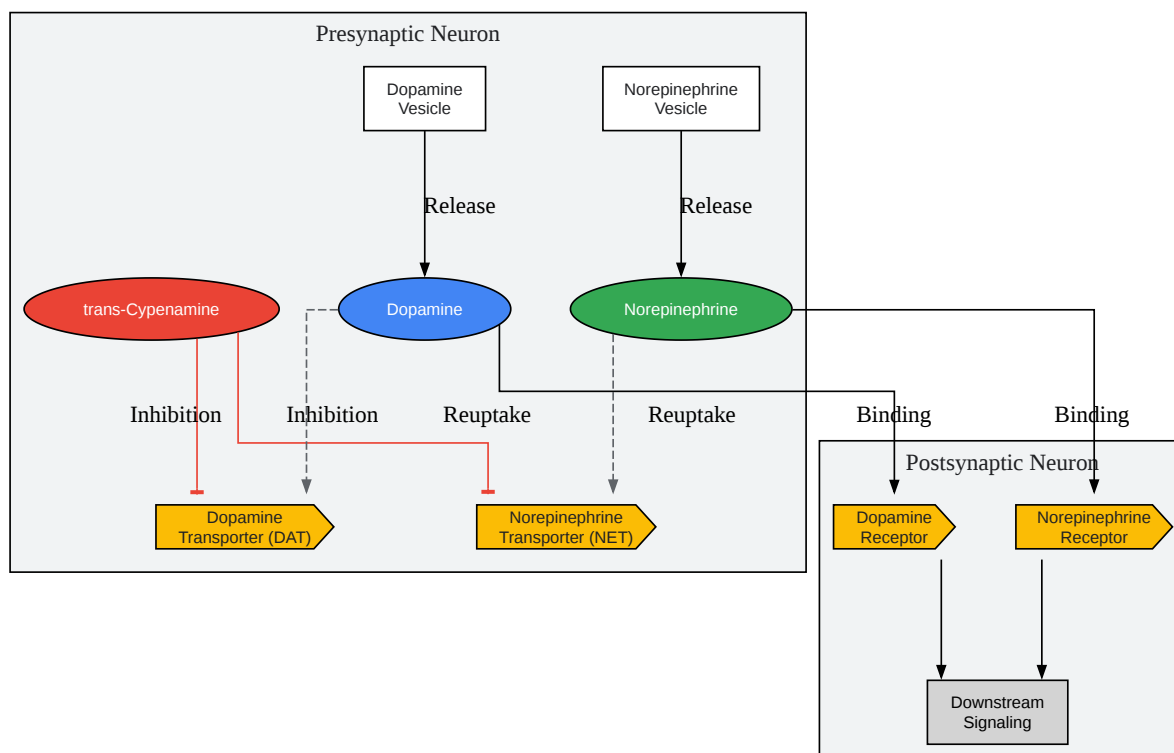 Presynaptic Neuron
Dopamine
Vesicle
Norepinephrine
Vesicle
Release
Release
trans-Cypenamine
Dopamine
Norepinephrine
Inhibition
Inhibition
Reuptake
Reuptake
Binding
Binding
Postsynaptic Neuron
Dopamine
Transporter (DAT)
Norepinephrine
Transporter (NET)
Dopamine
Receptor
Norepinephrine
Receptor
Downstream
Signaling